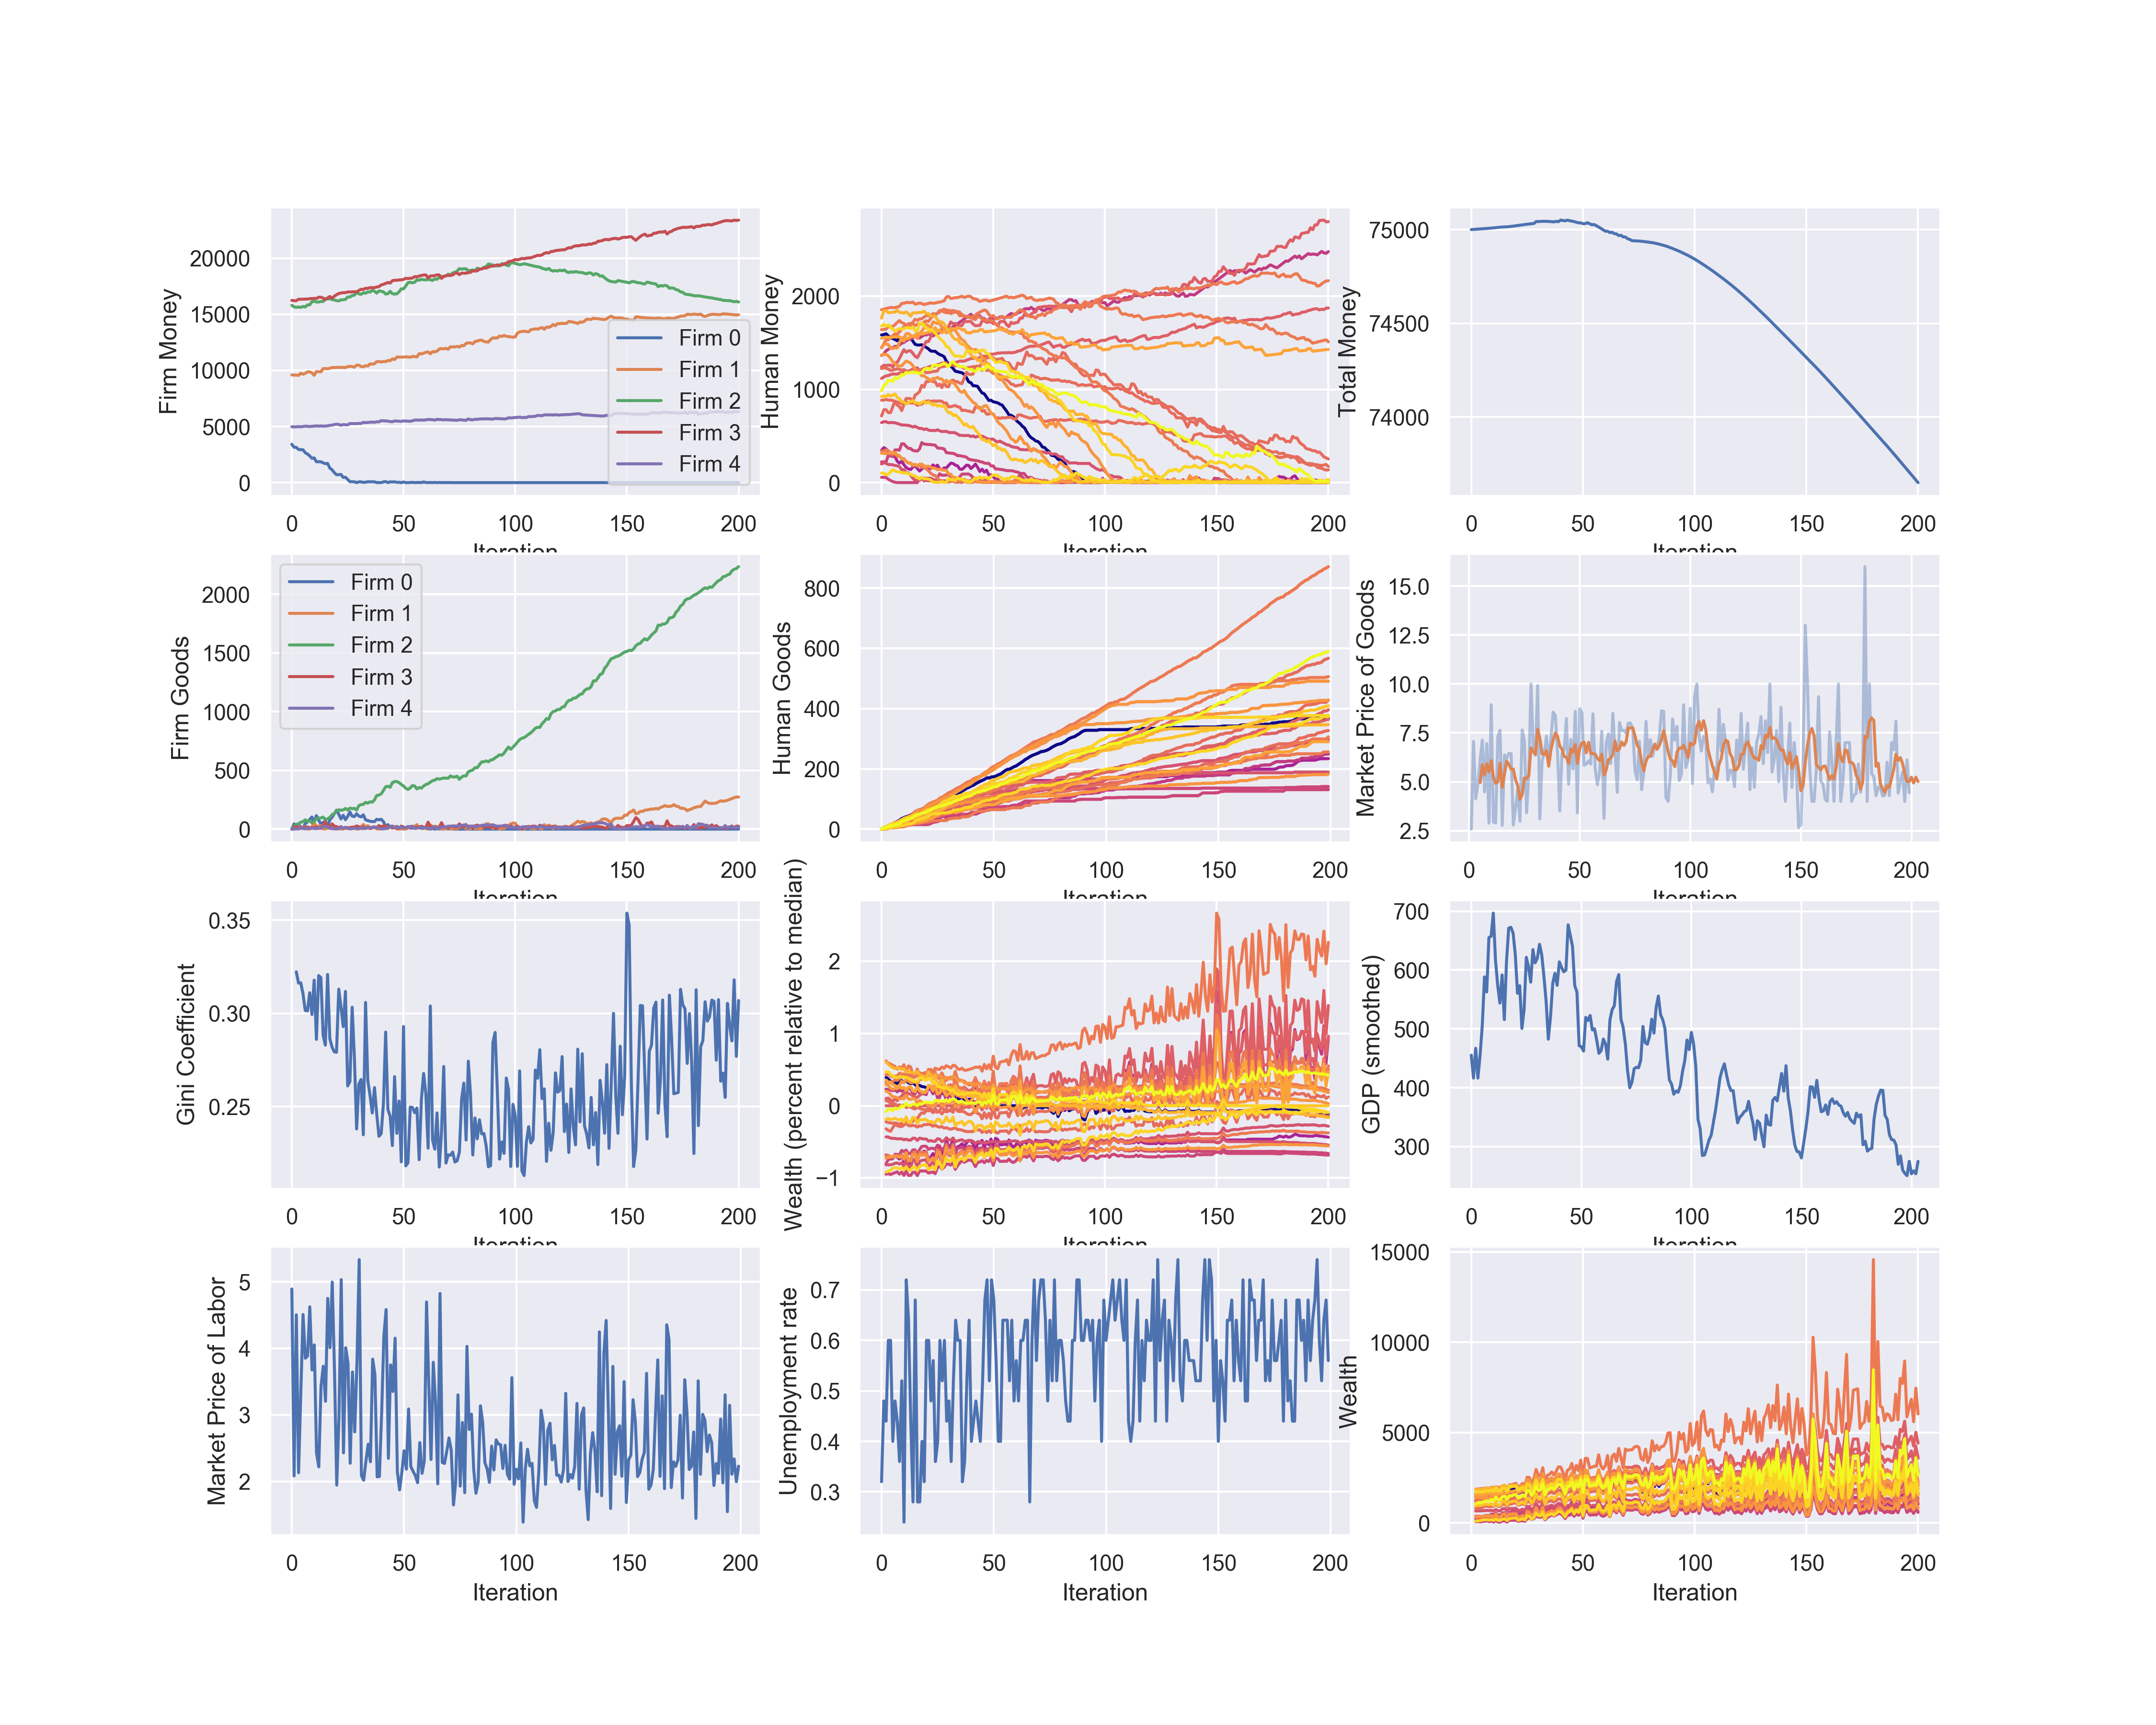 Firm Money
20000
15000
10000
5000
0
0 50 100 150 200
Iteration
Firm 0
Firm 1
Firm 2
Firm 3
Firm 4
Human Money
2000
1000
0
0 50 100 150 200
Iteration
Total Money
75000
74500
74000
0 50 100 150 200
Iteration
Firm Goods
2000
1500
1000
500
0
0 50 100 150 200
Iteration
Firm 0
Firm 1
Firm 2
Firm 3
Firm 4
Human Goods
800
600
400
200
0
0 50 100 150 200
Iteration
Market Price of Goods
15.0
12.5
10.0
7.5
5.0
2.5
0 50 100 150 200
Iteration
Gini Coefficient
0.35
0.30
0.25
0 50 100 150 200
Iteration
Wealth (percent relative to median)
2
1
0
−1
0 50 100 150 200
Iteration
GDP (smoothed)
700
600
500
400
300
0 50 100 150 200
Iteration
Market Price of Labor
5
4
3
2
0 50 100 150 200
Iteration
Unemployment rate
0.7
0.6
0.5
0.4
0.3
0 50 100 150 200
Iteration
Wealth
15000
10000
5000
0
0 50 100 150 200
Iteration